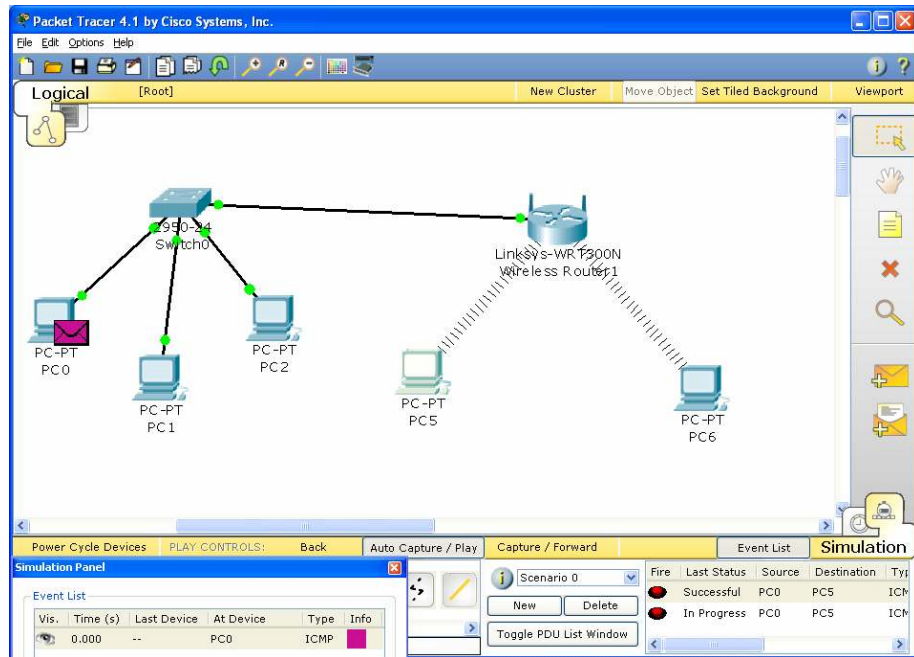 Packet Tracer 4.1 by Cisco Systems, Inc.
File Edit Options Help
Logical [Root] New Cluster Move Object Set Tiled Background Viewport
2950-24
Switch0
Linksys-WRT300N
Wireless Router1
PC-PT
PC0
PC-PT
PC2
PC-PT
PC1
PC-PT
PC5
PC-PT
PC6
Power Cycle Devices PLAY CONTROLS: Back Auto Capture / Play Capture / Forward Event List Simulation
Simulation Panel
Event List
Vis. Time (s) Last Device At Device Type Info
0.000 -- PC0 ICMP
Scenario 0
New Delete
Toggle PDU List Window
Fire Last Status Source Destination Typ
Successful PC0 PC5 ICM
In Progress PC0 PC5 ICM